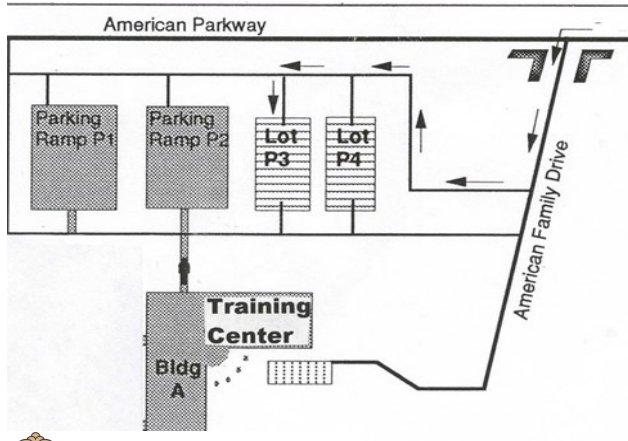 American Parkway
Parking
Ramp P1
Parking
Ramp P2
Lot
P3
Lot
P4
American Family Drive
Training
Center
Bldg
A